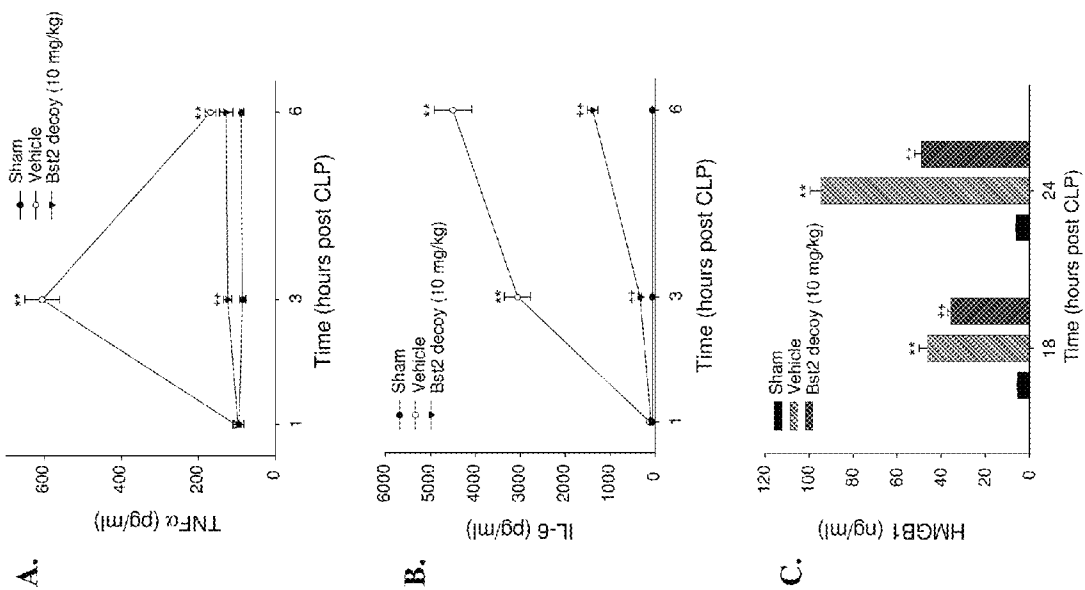 A.
TNFα (pg/ml)
600
400
200
0
Sham
Vehicle
Bst2 decoy (10 mg/kg)
**
**
††
1
3
6
Time (hours post CLP)
B.
IL-6 (pg/ml)
6000
5000
4000
3000
2000
1000
0
Sham
Vehicle
Bst2 decoy (10 mg/kg)
**
**
††
††
1
3
6
Time (hours post CLP)
C.
HMGB1 (ng/ml)
120
100
80
60
40
20
0
Sham
Vehicle
Bst2 decoy (10 mg/kg)
**
††
**
††
18
24
Time (hours post CLP)